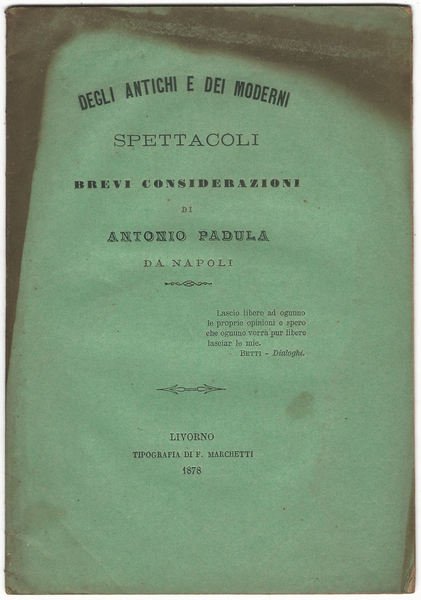 DEGLI ANTICHI E DEI MODERNI
SPETTACOLI
BREVI CONSIDERAZIONI
DI
ANTONIO PADULA
DA NAPOLI
Lascio libere ad ognuno
le proprie opinioni e spero
che ognuno vorrà pur libere
lasciar le mie.
BETTI - Dialoghi.
LIVORNO
TIPOGRAFIA DI F. MARCHETTI
1878